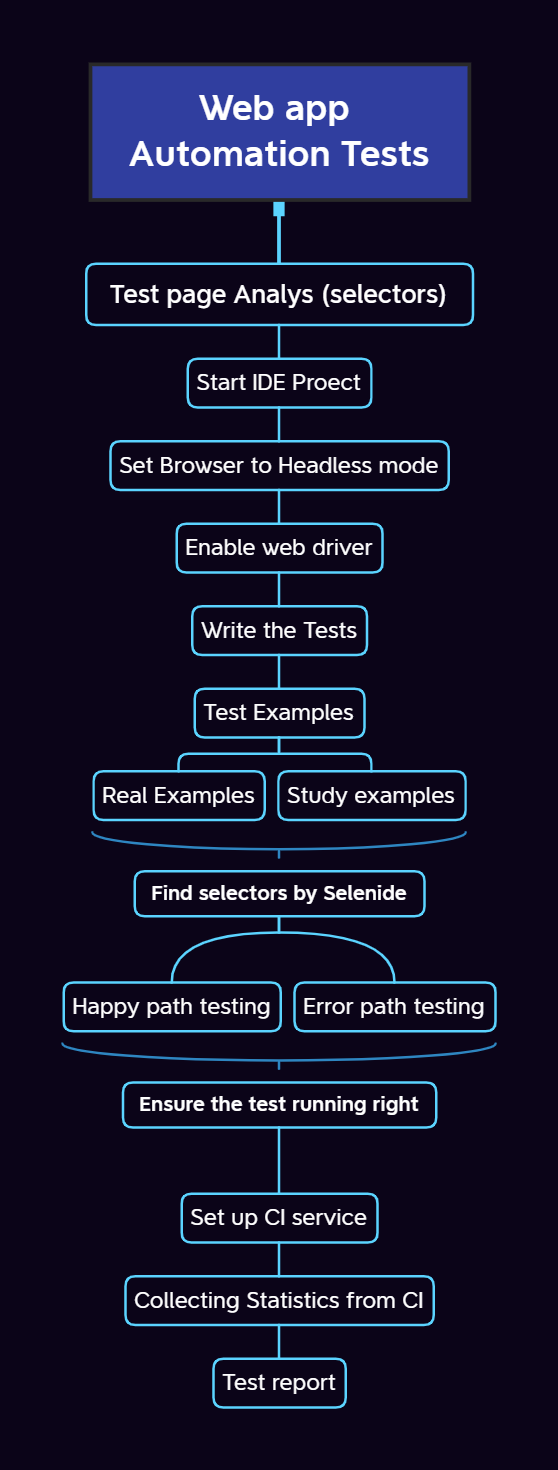 Web app
Automation Tests
Test page Analys (selectors)
Start IDE Proect
Set Browser to Headless mode
Enable web driver
Write the Tests
Test Examples
Real Examples
Study examples
Find selectors by Selenide
Happy path testing
Error path testing
Ensure the test running right
Set up CI service
Collecting Statistics from CI
Test report